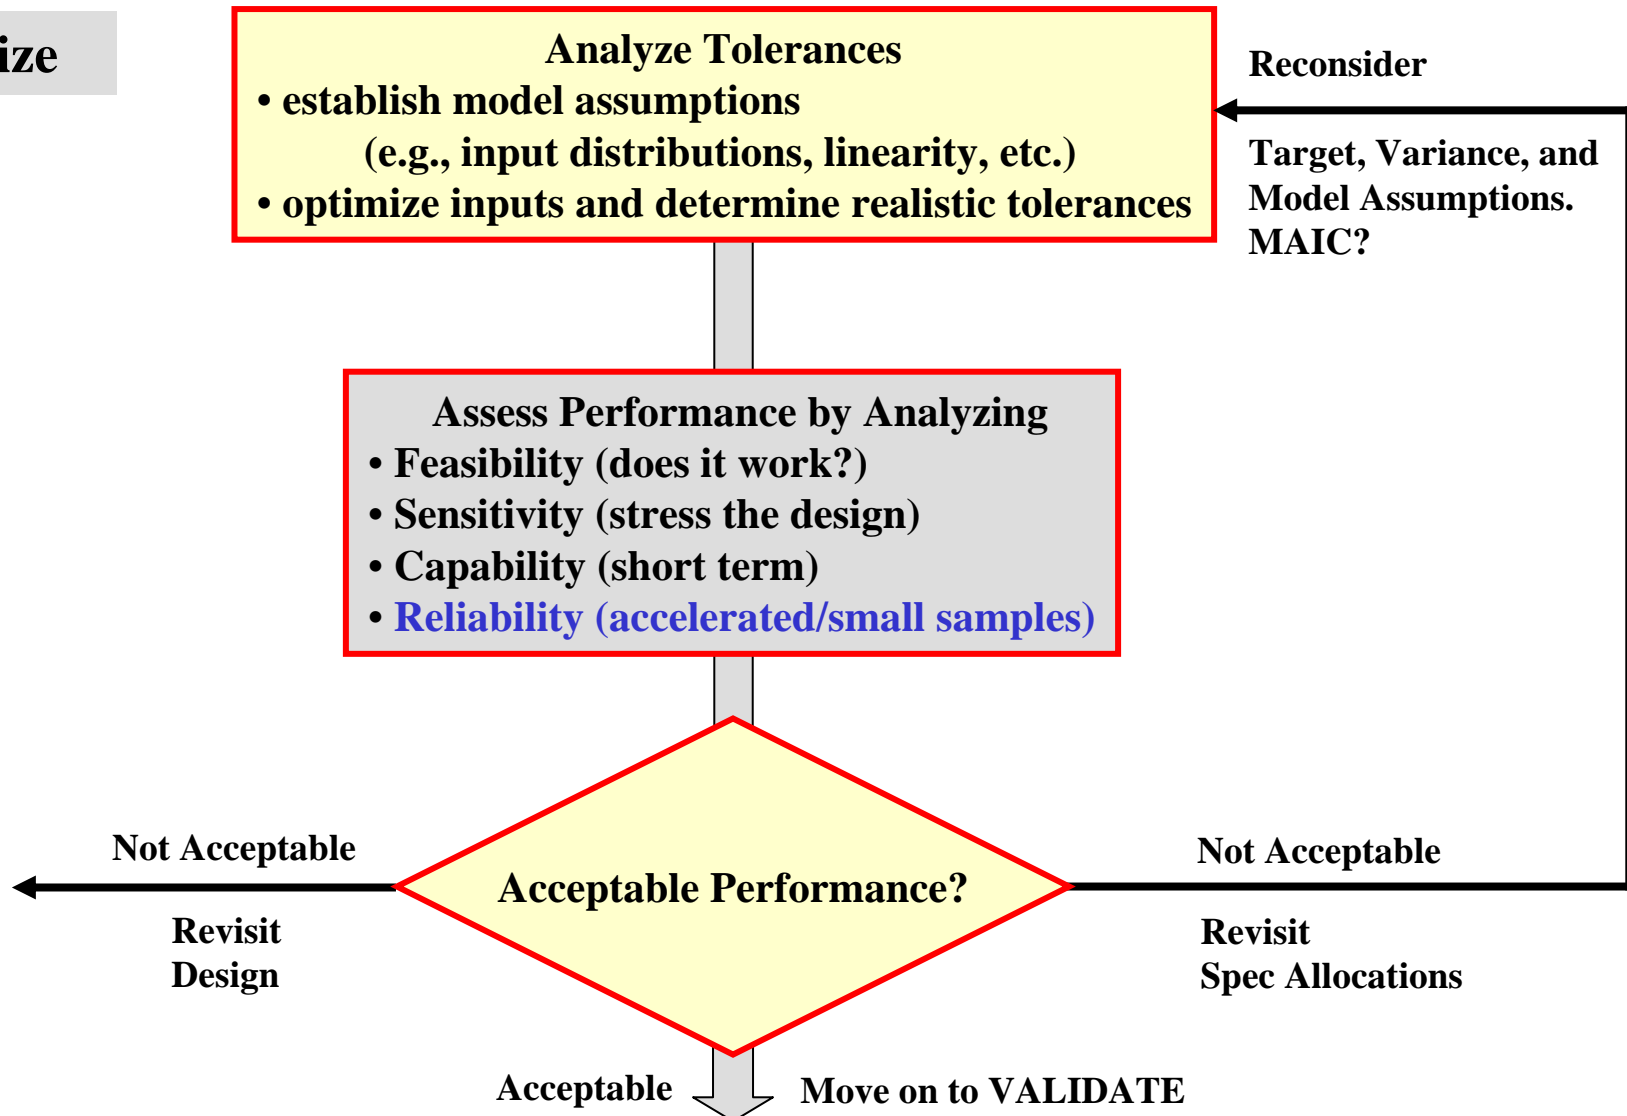 ize
Analyze Tolerances
• establish model assumptions
(e.g., input distributions, linearity, etc.)
• optimize inputs and determine realistic tolerances
Reconsider
Target, Variance, and
Model Assumptions.
MAIC?
Assess Performance by Analyzing
• Feasibility (does it work?)
• Sensitivity (stress the design)
• Capability (short term)
• Reliability (accelerated/small samples)
Not Acceptable
Revisit
Design
Acceptable Performance?
Not Acceptable
Revisit
Spec Allocations
Acceptable
Move on to VALIDATE